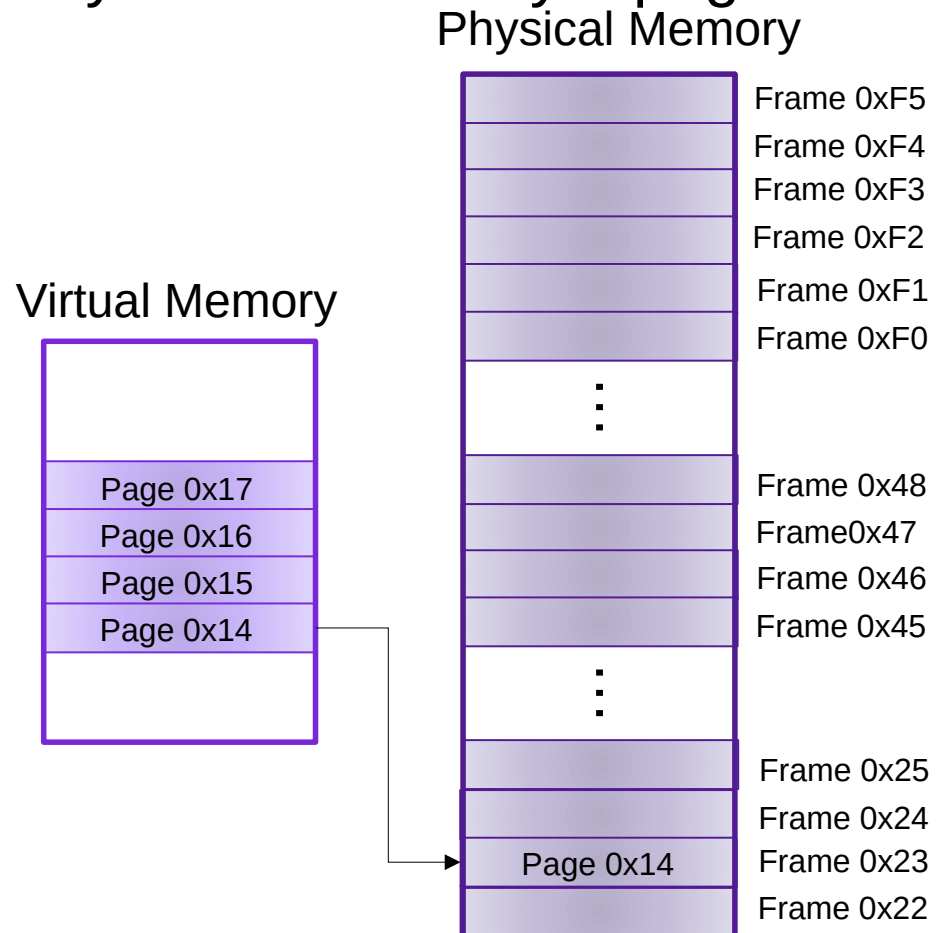 Physical Memory
Frame 0xF5
Frame 0xF4
Frame 0xF3
Frame 0xF2
Virtual Memory
Frame 0xF1
Frame 0xF0
Page 0x17
Frame 0x48
Page 0x16
Frame0x47
Page 0x15
Frame 0x46
Page 0x14
Frame 0x45
Frame 0x25
Frame 0x24
Page 0x14
Frame 0x23
Frame 0x22